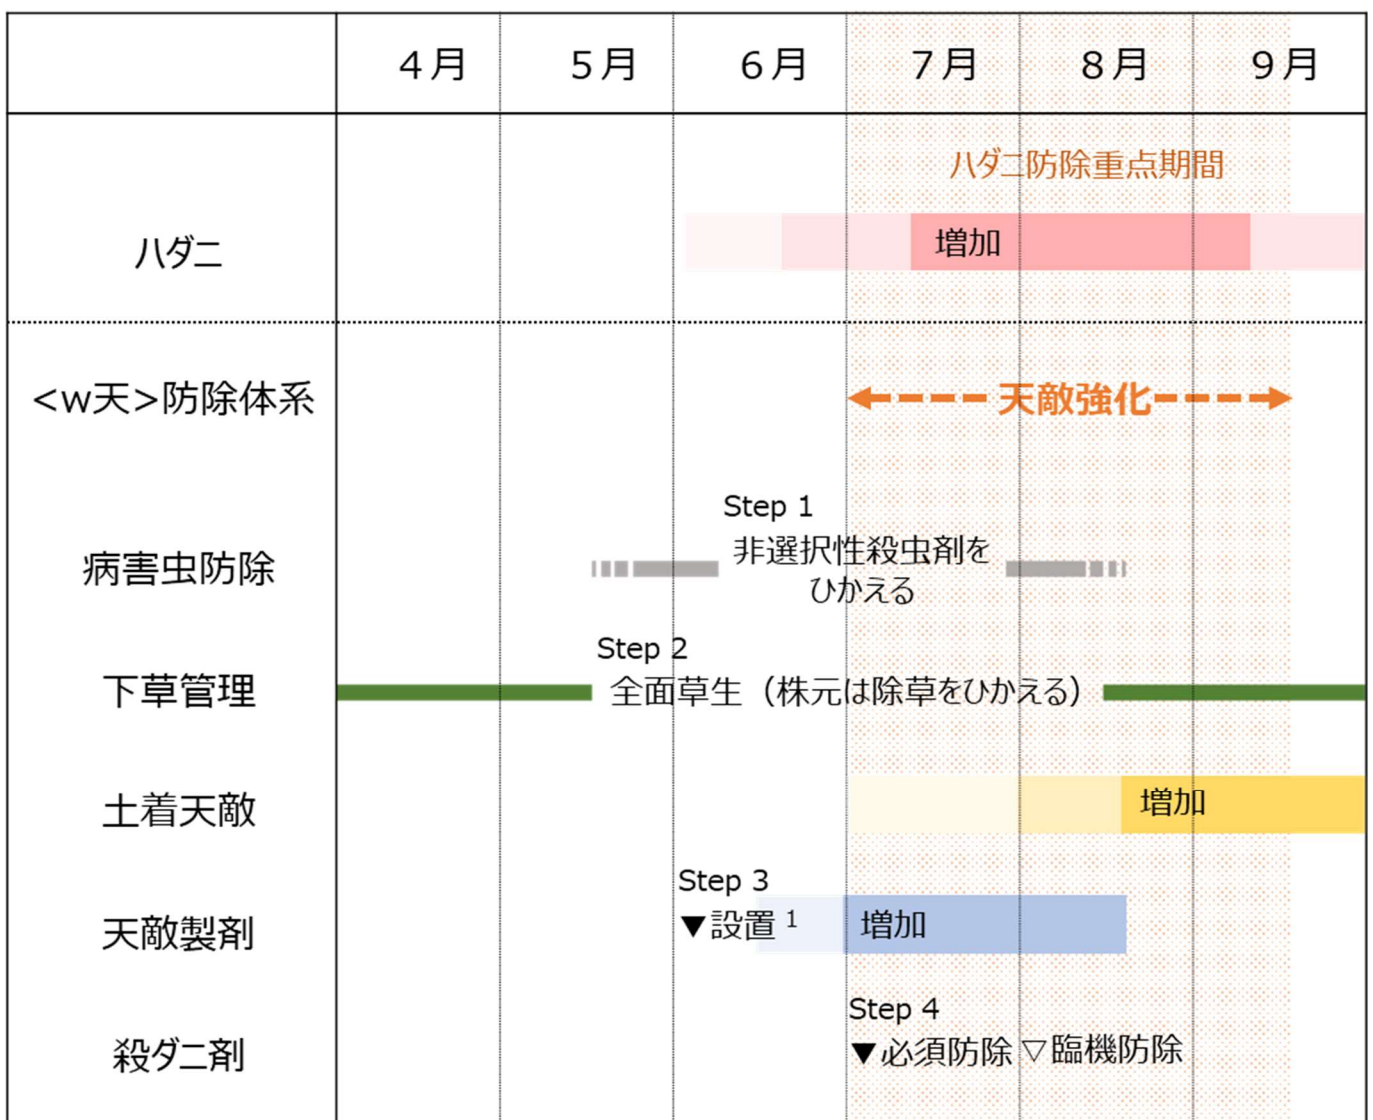 4月 5月 6月 7月 8月 9月
ハダニ防除重点期間
ハダニ
増加
<w天>防除体系
天敵強化
Step 1
病害虫防除
非選択性殺虫剤を
ひかえる
Step 2
下草管理
全面草生（株元は除草をひかえる）
土着天敵
増加
Step 3
天敵製剤
▼設置 1
増加
Step 4
殺ダニ剤
▼必須防除 ▽臨機防除